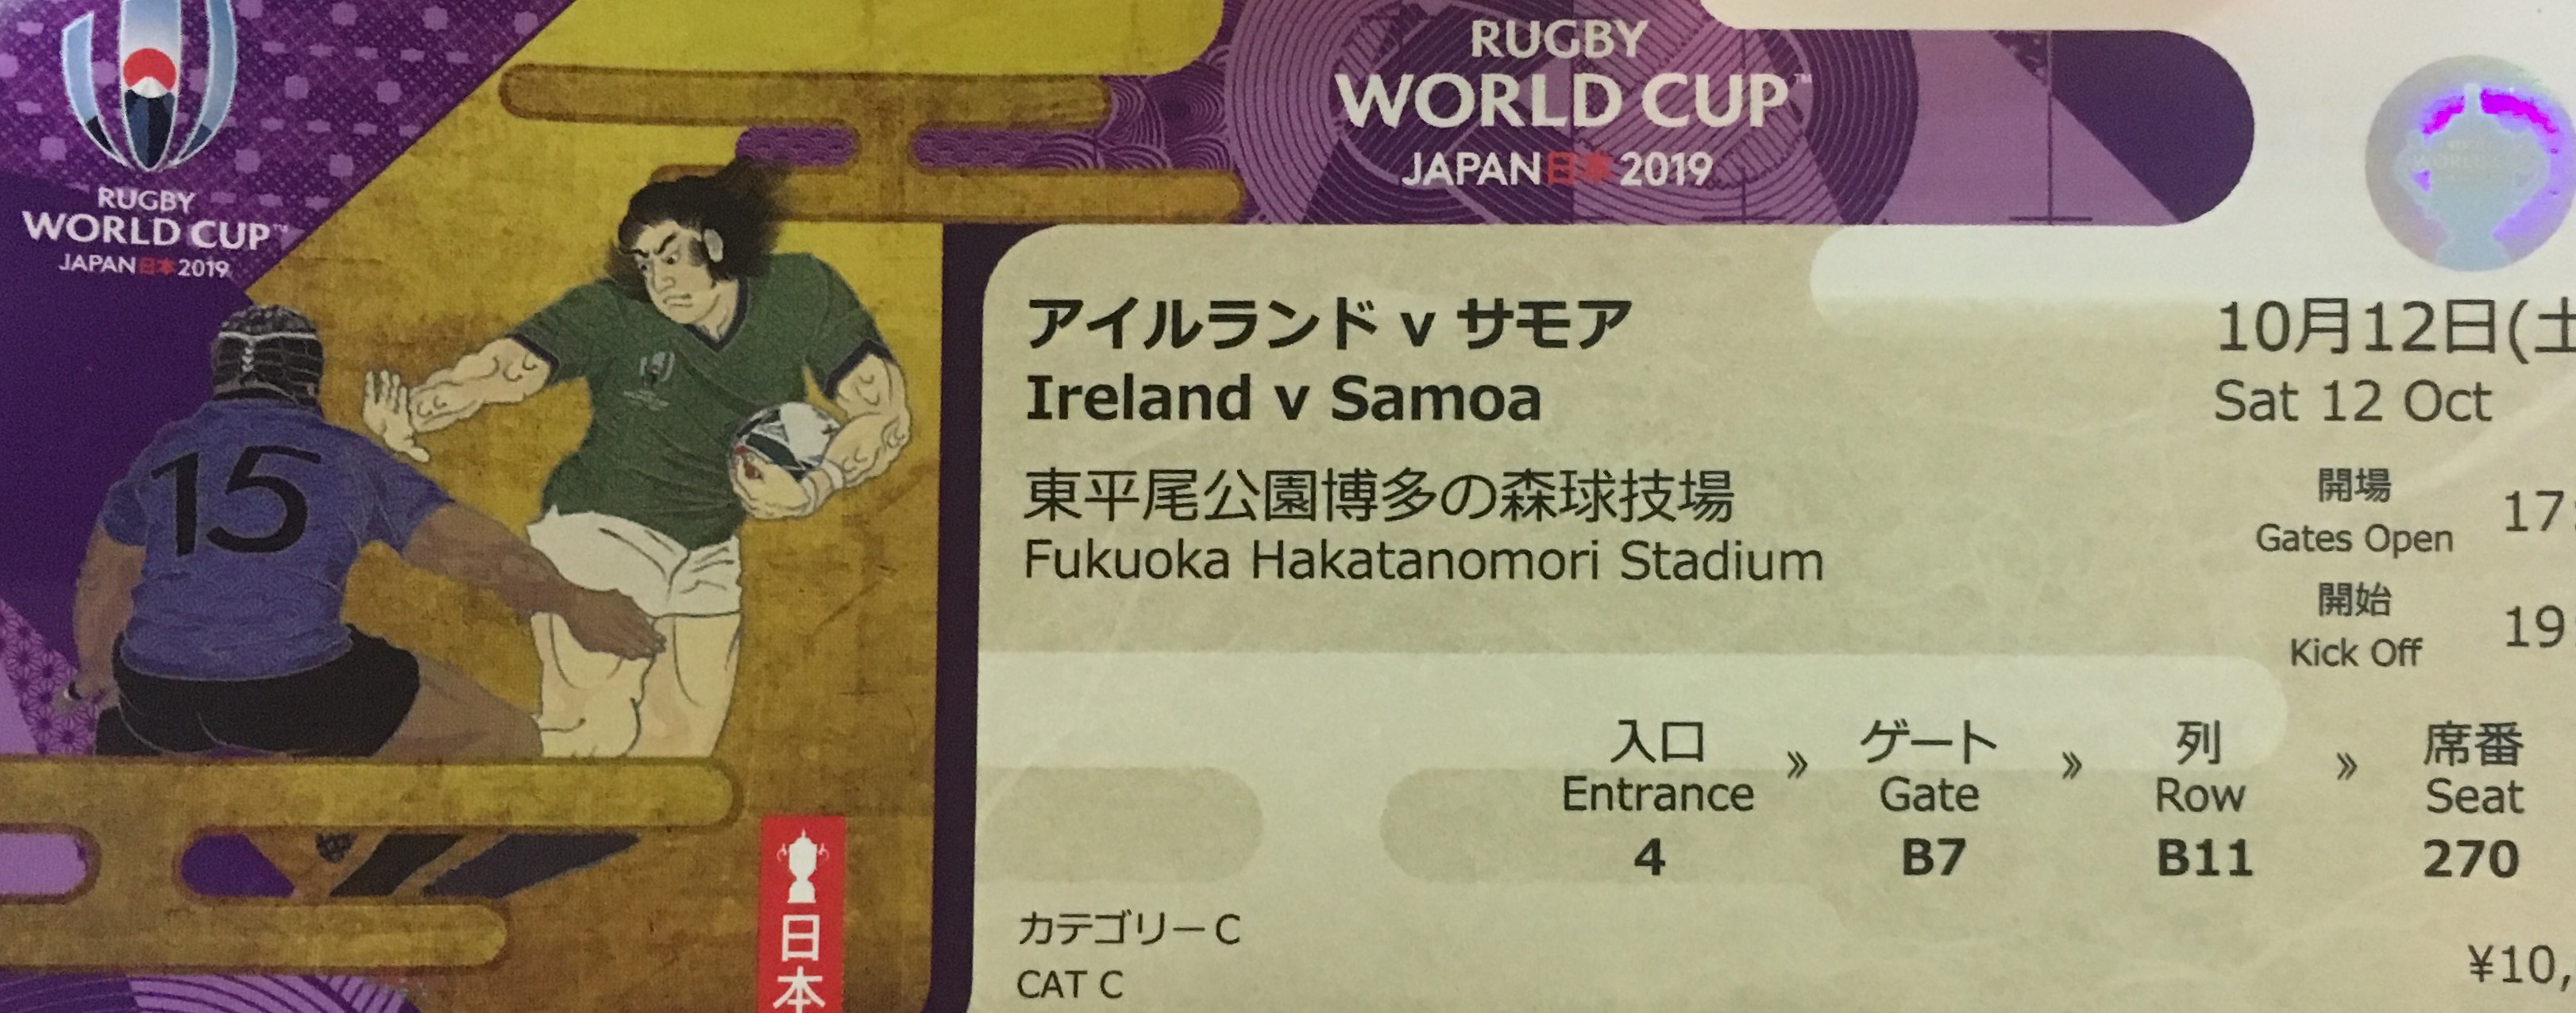 RUGBY
WORLD CUP™
JAPAN日本2019
RUGBY
WORLD CUP™
JAPAN日本2019
15
日本
アイルランド v サモア
Ireland v Samoa
東平尾公園博多の森球技場
Fukuoka Hakatanomori Stadium
10月12日(土
Sat 12 Oct
開場
Gates Open
17:
開始
Kick Off
19:
入口 » ゲート » 列 » 席番
Entrance Gate Row Seat
4 B7 B11 270
カテゴリーC
CAT C
¥10,